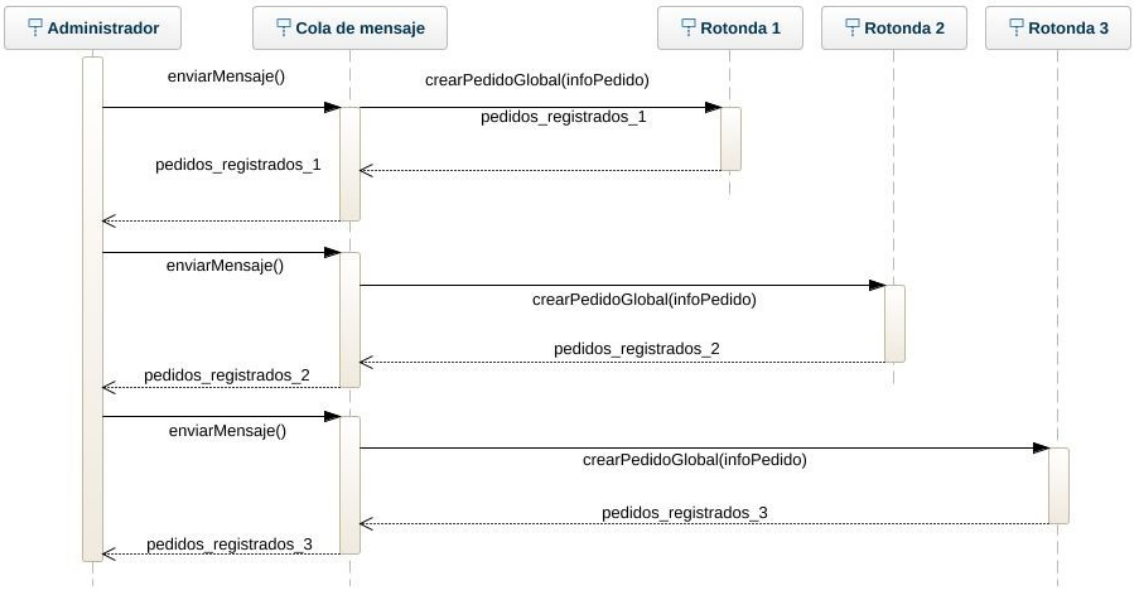 Administrador
Cola de mensaje
Rotonda 1
Rotonda 2
Rotonda 3
enviarMensaje()
crearPedidoGlobal(infoPedido)
pedidos_registrados_1
pedidos_registrados_1
enviarMensaje()
crearPedidoGlobal(infoPedido)
pedidos_registrados_2
pedidos_registrados_2
enviarMensaje()
crearPedidoGlobal(infoPedido)
pedidos_registrados_3
pedidos_registrados_3